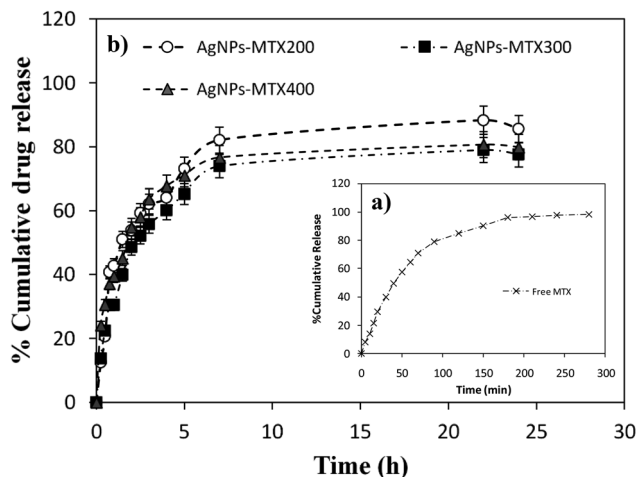 b)
AgNPs-MTX200
AgNPs-MTX300
AgNPs-MTX400
% Cumulative drug release
120
100
80
60
40
20
0
0 5 10 15 20 25 30
Time (h)
a)
%Cumulative Release
100
80
60
40
20
0
Free MTX
0 50 100 150 200 250 300
Time (min)